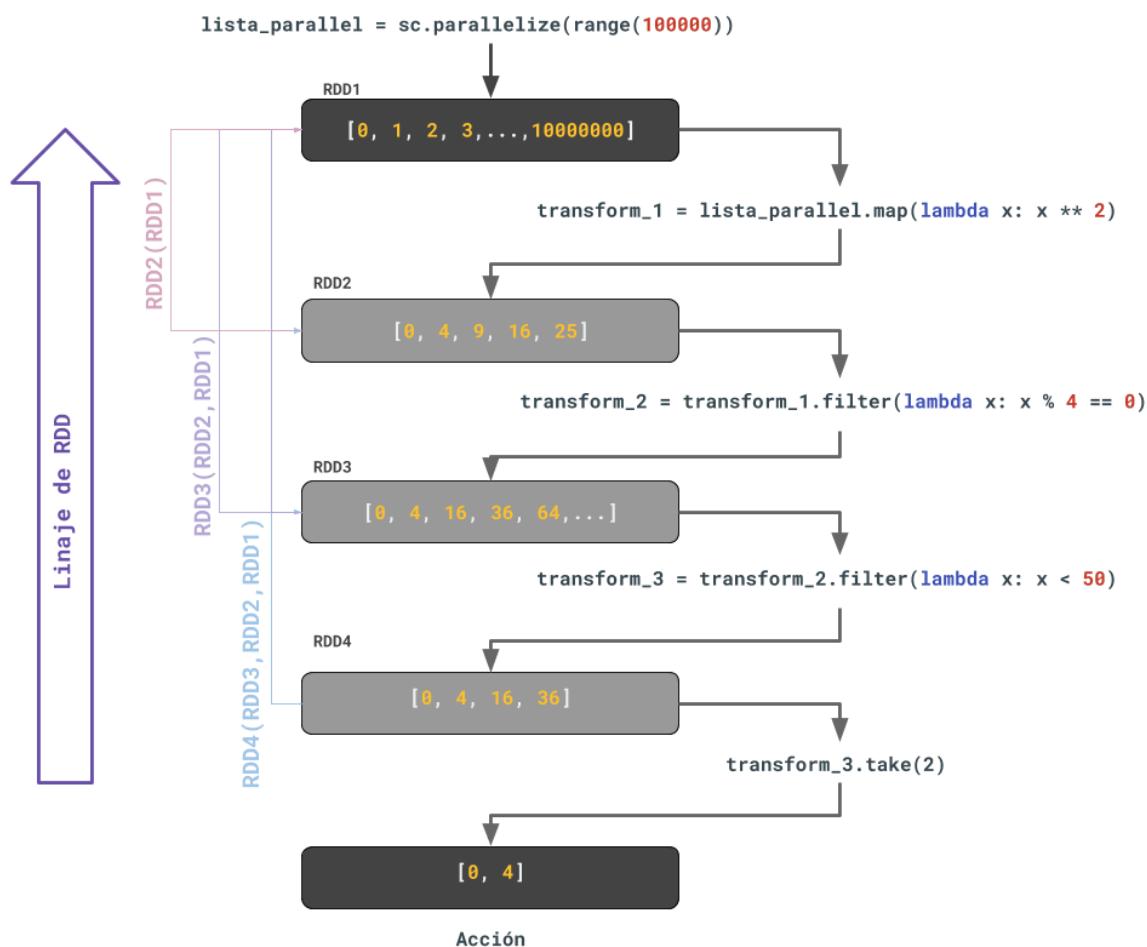 lista_parallel = sc.parallelize(range(100000))
RDD1
[0, 1, 2, 3,...,10000000]
transform_1 = lista_parallel.map(lambda x: x ** 2)
RDD2(RDD1)
RDD2
[0, 4, 9, 16, 25]
transform_2 = transform_1.filter(lambda x: x % 4 == 0)
RDD3(RDD2,RDD1)
Linaje de RDD
RDD3
[0, 4, 16, 36, 64,...]
transform_3 = transform_2.filter(lambda x: x < 50)
RDD4(RDD3,RDD2,RDD1)
RDD4
[0, 4, 16, 36]
transform_3.take(2)
[0, 4]
Acción